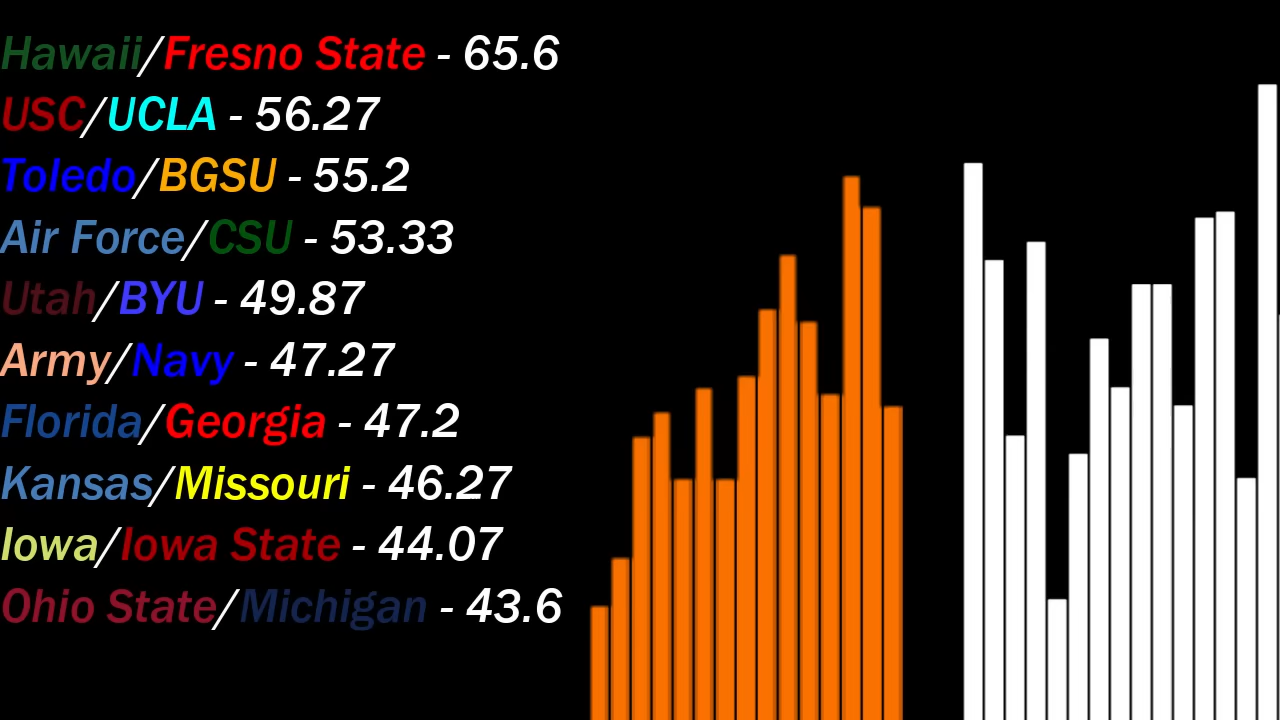 Hawaii/Fresno State - 65.6
USC/UCLA - 56.27
Toledo/BGSU - 55.2
Air Force/CSU - 53.33
Utah/BYU - 49.87
Army/Navy - 47.27
Florida/Georgia - 47.2
Kansas/Missouri - 46.27
Iowa/Iowa State - 44.07
Ohio State/Michigan - 43.6